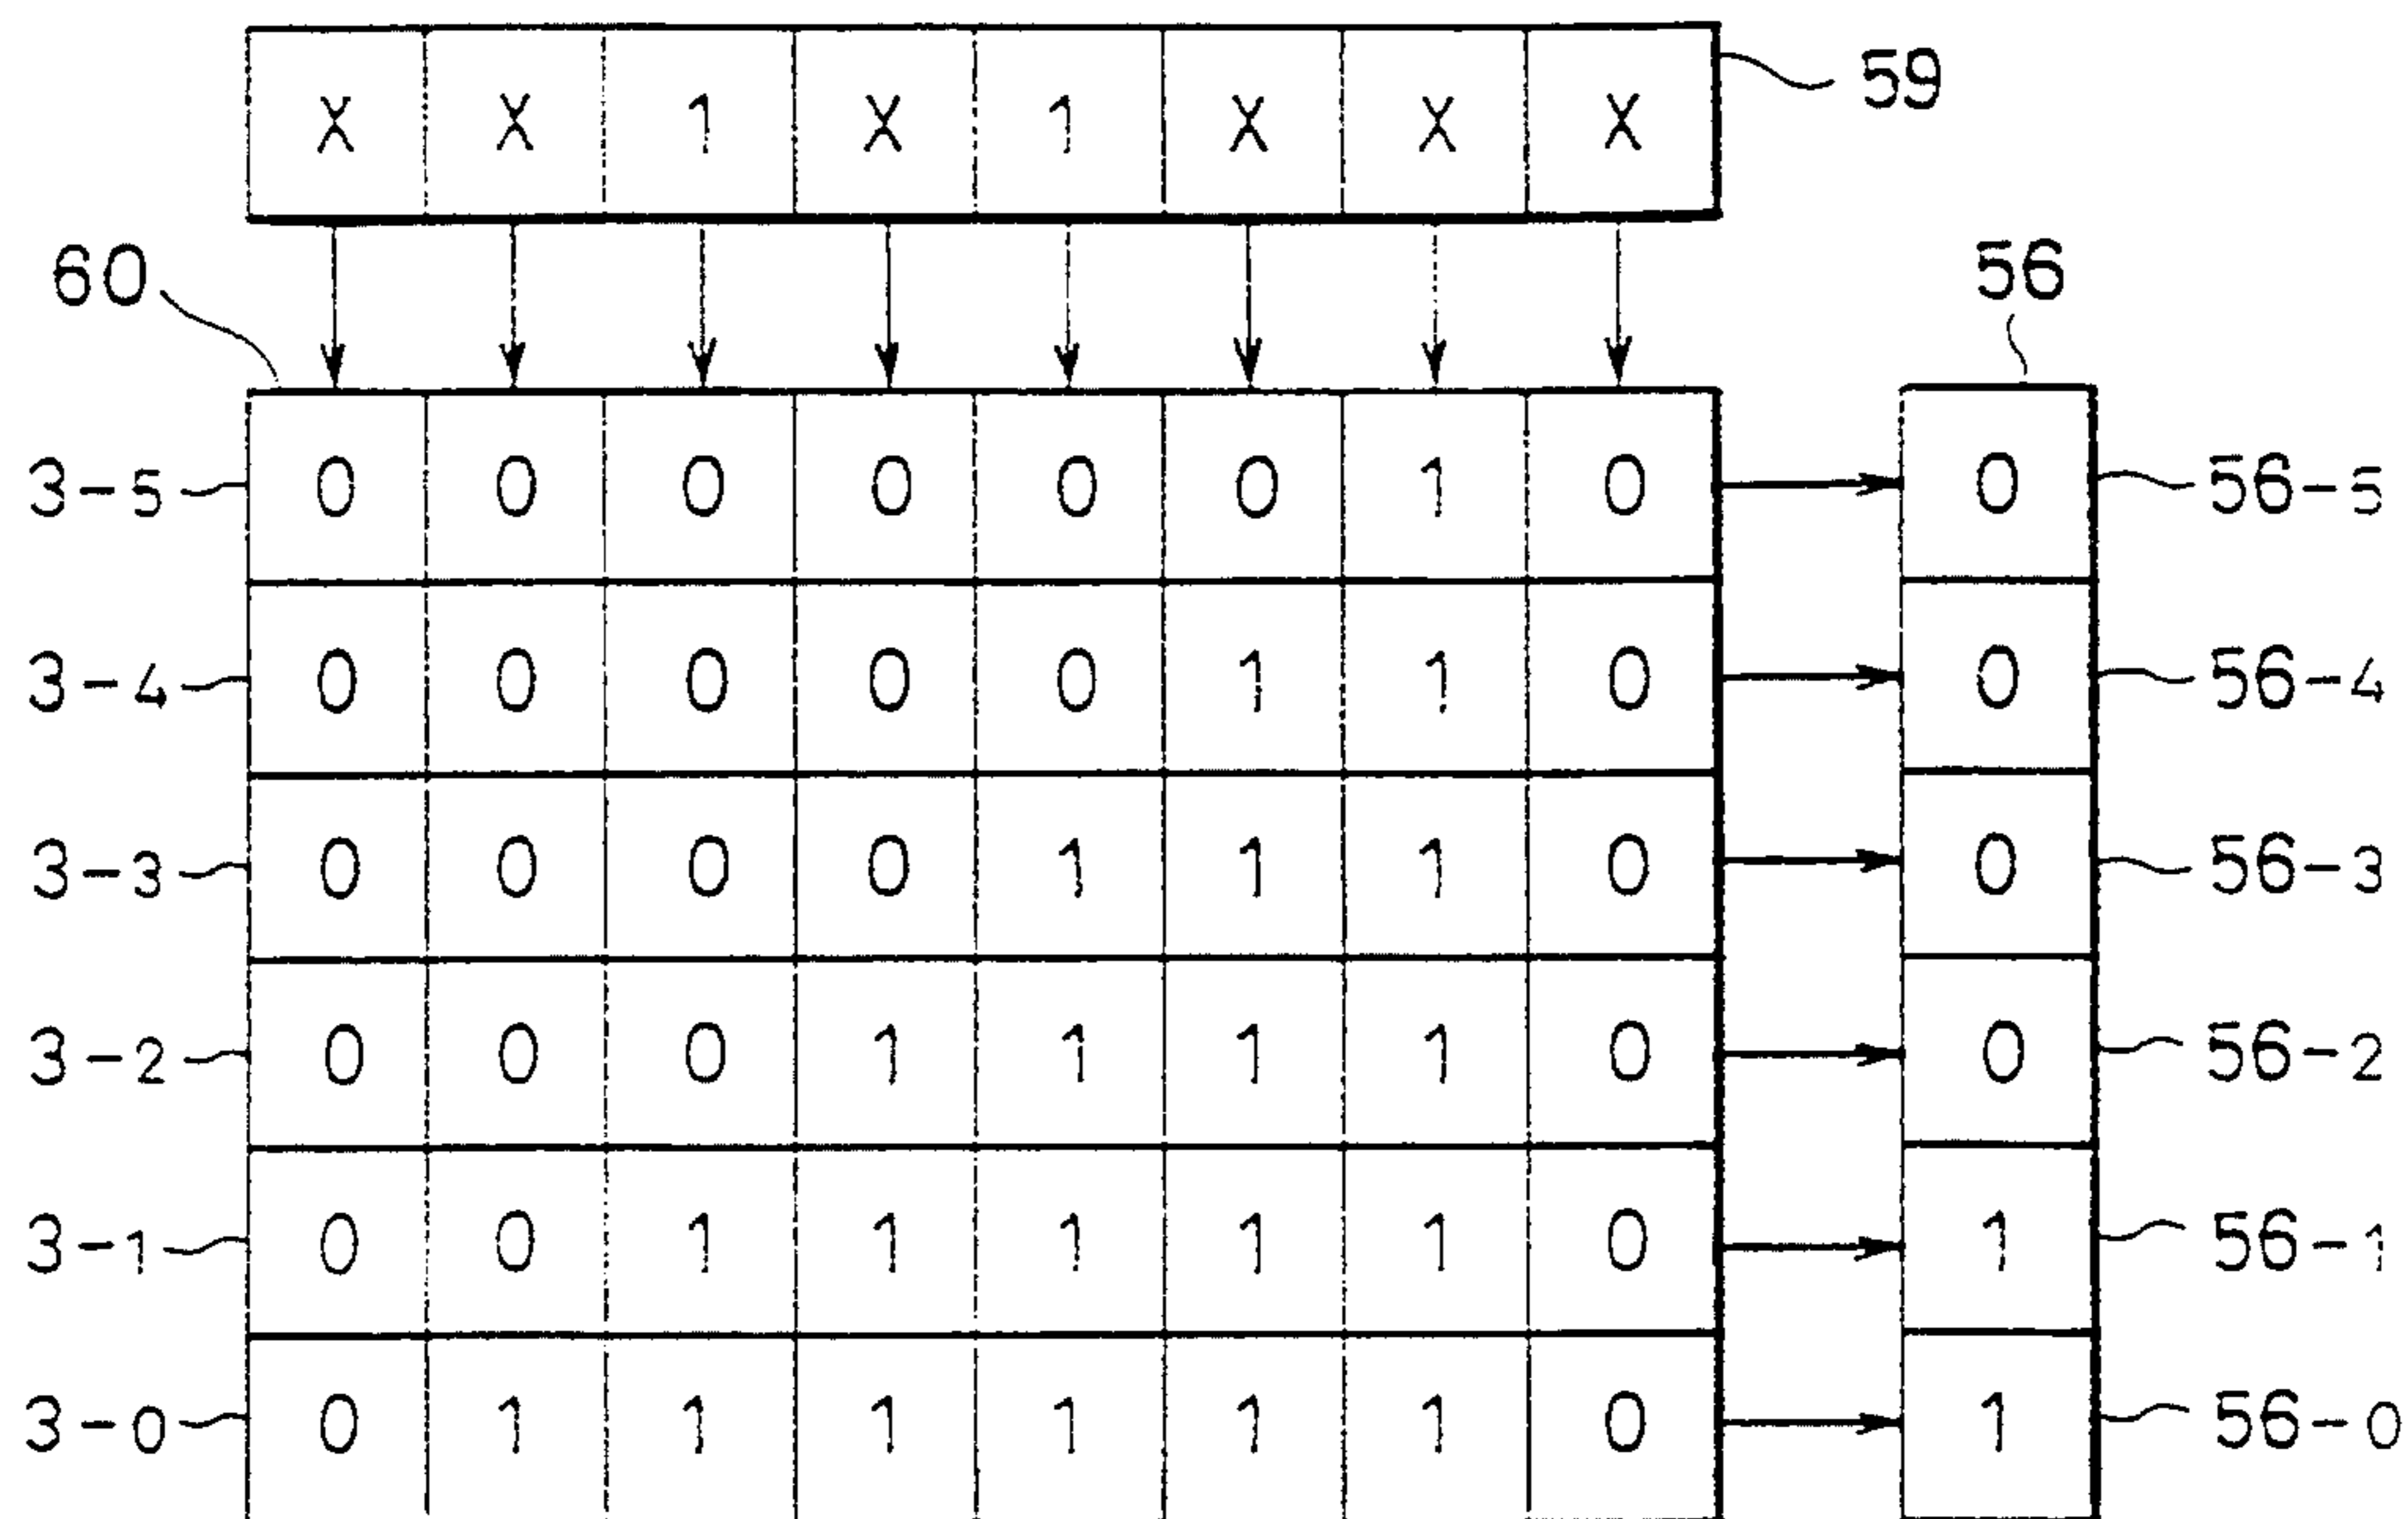 X X 1 X 1 X X X 59
60 56
3-5 0 0 0 0 0 0 1 0 0 56-5
3-4 0 0 0 0 0 1 1 0 0 56-4
3-3 0 0 0 0 1 1 1 0 0 56-3
3-2 0 0 0 1 1 1 1 0 0 56-2
3-1 0 0 1 1 1 1 1 0 1 56-1
3-0 0 1 1 1 1 1 1 0 1 56-0